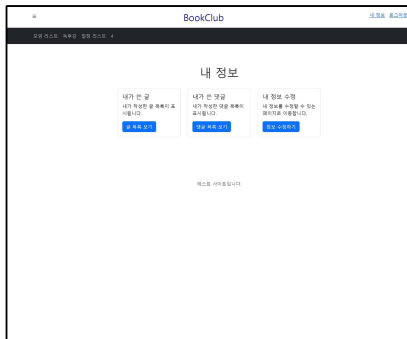 홈
BookClub
내 정보 로그아웃
모임 리스트 독후감 일정 리스트 4
내 정보
내가 쓴 글
내가 작성한 글 목록이 표
시됩니다.
글 목록 보기
내가 쓴 댓글
내가 작성한 댓글 목록이
표시됩니다.
댓글 목록 보기
내 정보 수정
내 정보를 수정할 수 있는
페이지로 이동합니다.
정보 수정하기
테스트 사이트입니다.